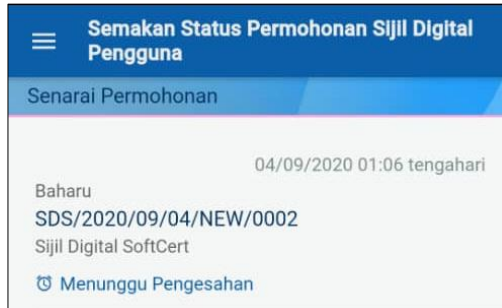 Semakan Status Permohonan Sijil Digital
Pengguna
Senarai Permohonan
04/09/2020 01:06 tengahari
Baharu
SDS/2020/09/04/NEW/0002
Sijil Digital SoftCert
Menunggu Pengesahan